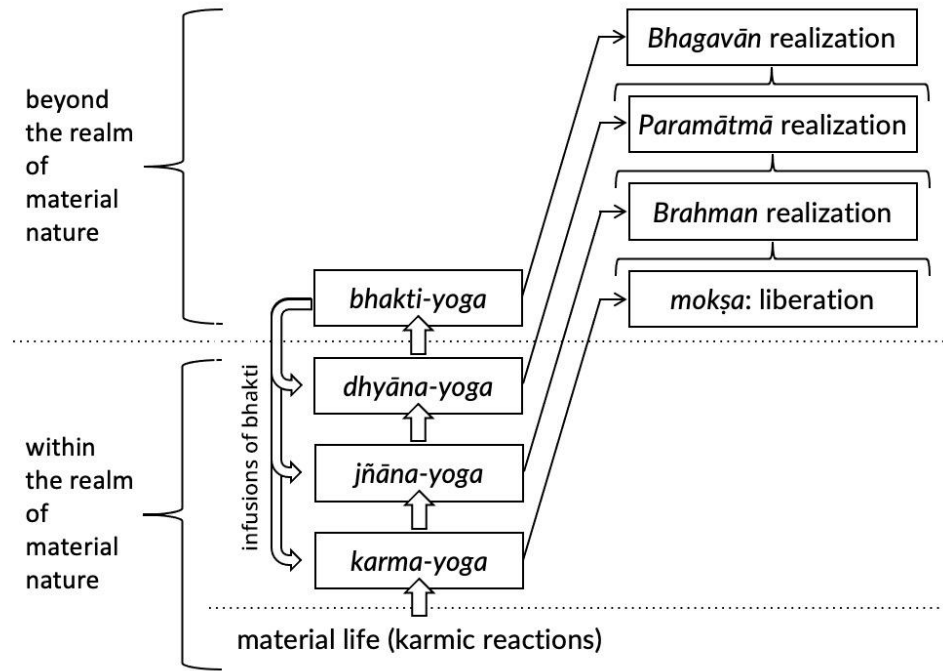 Bhagavān realization
beyond
the realm
of
material
nature
Paramātmā realization
Brahman realization
bhakti-yoga
mokṣa: liberation
infusions of bhakti
dhyāna-yoga
within
the realm
of
material
nature
jñāna-yoga
karma-yoga
material life (karmic reactions)